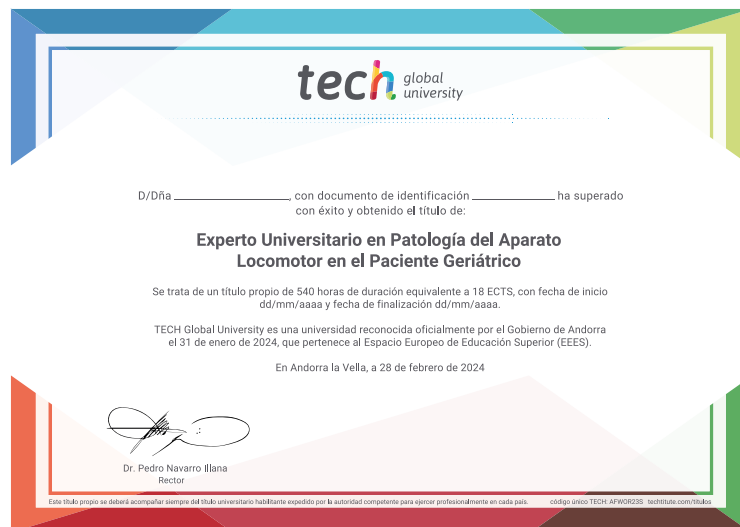 tech global
university
D/Dña ____________, con documento de identificación ____________ ha superado
con éxito y obtenido el título de:
Experto Universitario en Patología del Aparato
Locomotor en el Paciente Geriátrico
Se trata de un título propio de 540 horas de duración equivalente a 18 ECTS, con fecha de inicio
dd/mm/aaaa y fecha de finalización dd/mm/aaaa.
TECH Global University es una universidad reconocida oficialmente por el Gobierno de Andorra
el 31 de enero de 2024, que pertenece al Espacio Europeo de Educación Superior (EEES).
En Andorra la Vella, a 28 de febrero de 2024
Dr. Pedro Navarro Illana
Rector
Este título propio se deberá acompañar siempre del título universitario habilitante expedido por la autoridad competente para ejercer profesionalmente en cada país. código único TECH: AFWOR23S techtitute.com/titulos